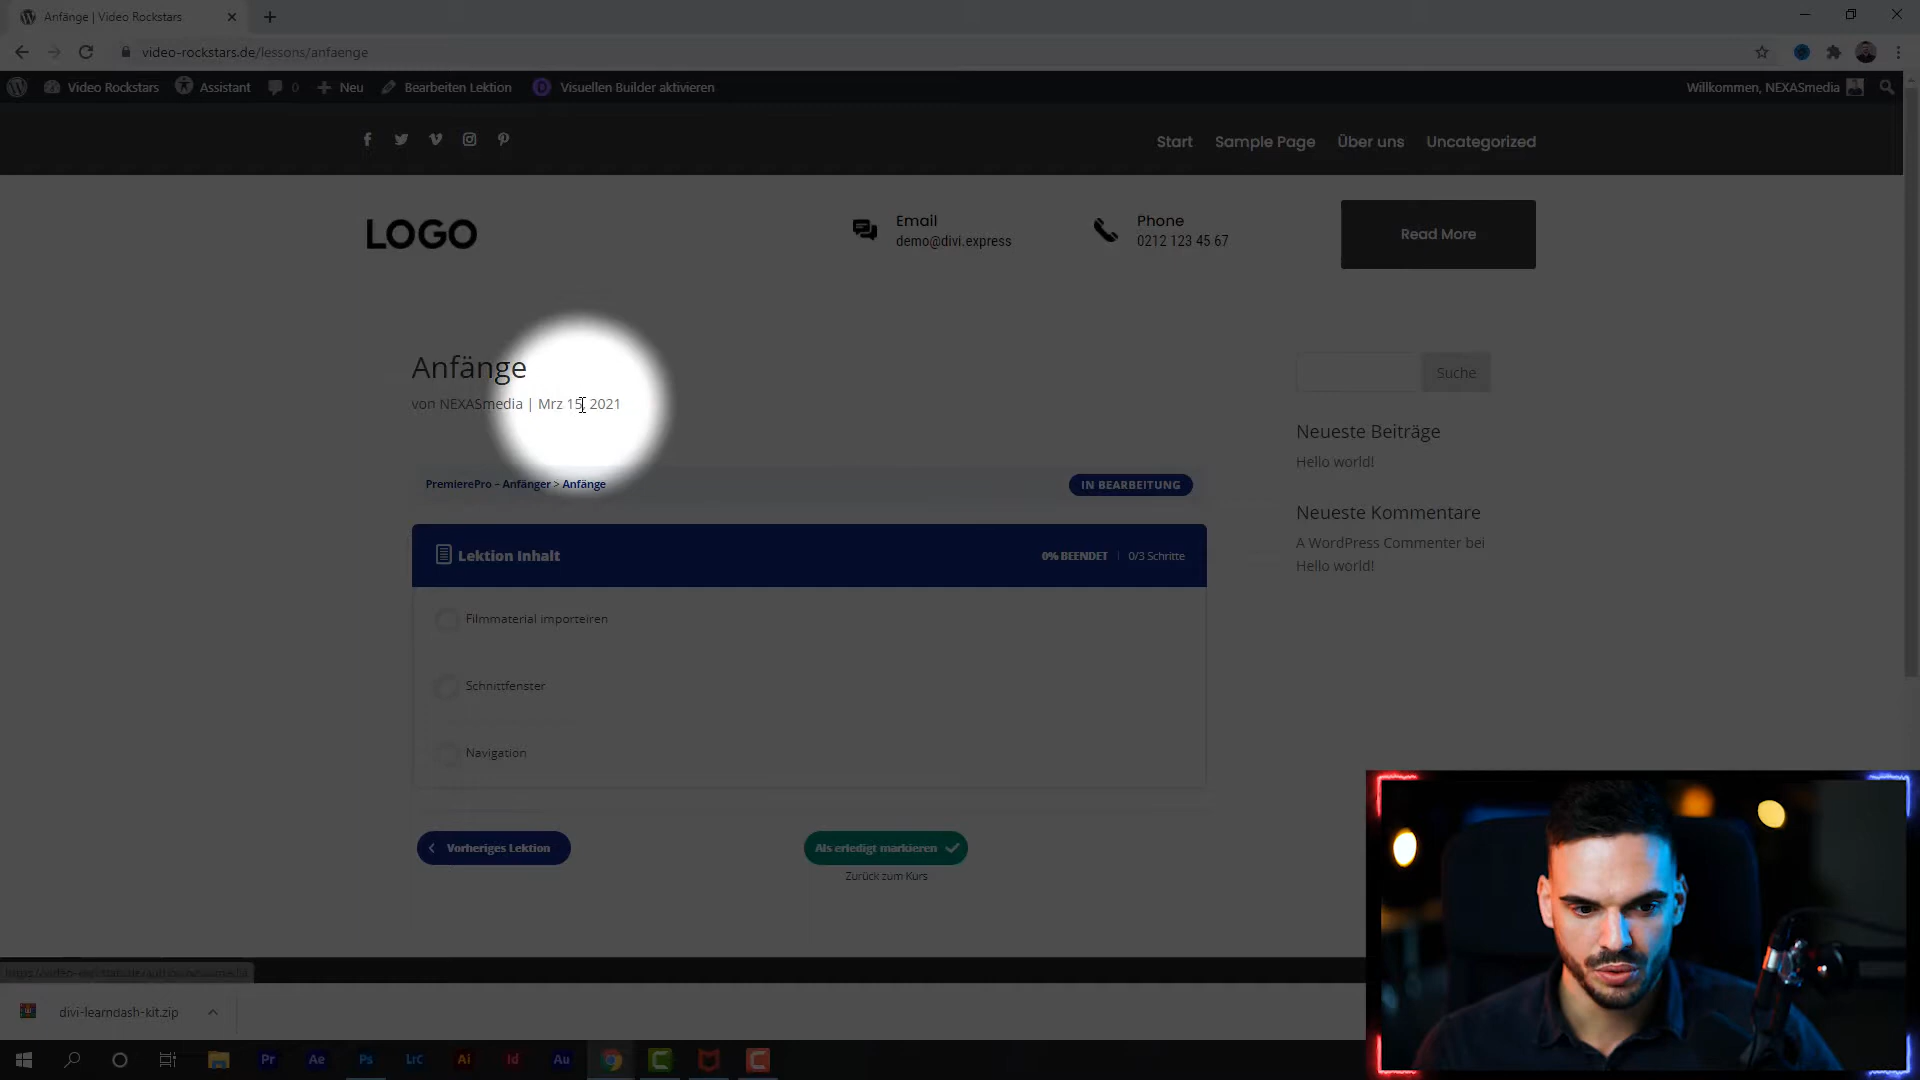 Anfänge | Video Rockstars
video-rockstars.de/lessons/anfaenge
Video Rockstars Assistant 0 Neu Bearbeiten Lektion Visuellen Builder aktivieren Willkommen, NEXASmedia
Start Sample Page Über uns Uncategorized
LOGO
Email
demo@divi.express
Phone
0212 123 45 67
Read More
Anfänge
von NEXASmedia | Mrz 15, 2021
Suche
Neueste Beiträge
Hello world!
Neueste Kommentare
A WordPress Commenter bei
Hello world!
PremierePro – Anfänger > Anfänge
IN BEARBEITUNG
Lektion Inhalt
0% BEENDET | 0/3 Schritte
Filmmaterial importeiren
Schnittfenster
Navigation
Vorheriges Lektion
Als erledigt markieren
Zurück zum Kurs
divi-learndash-kit.zip
Pr Ae Ps LrC Ai Id Au